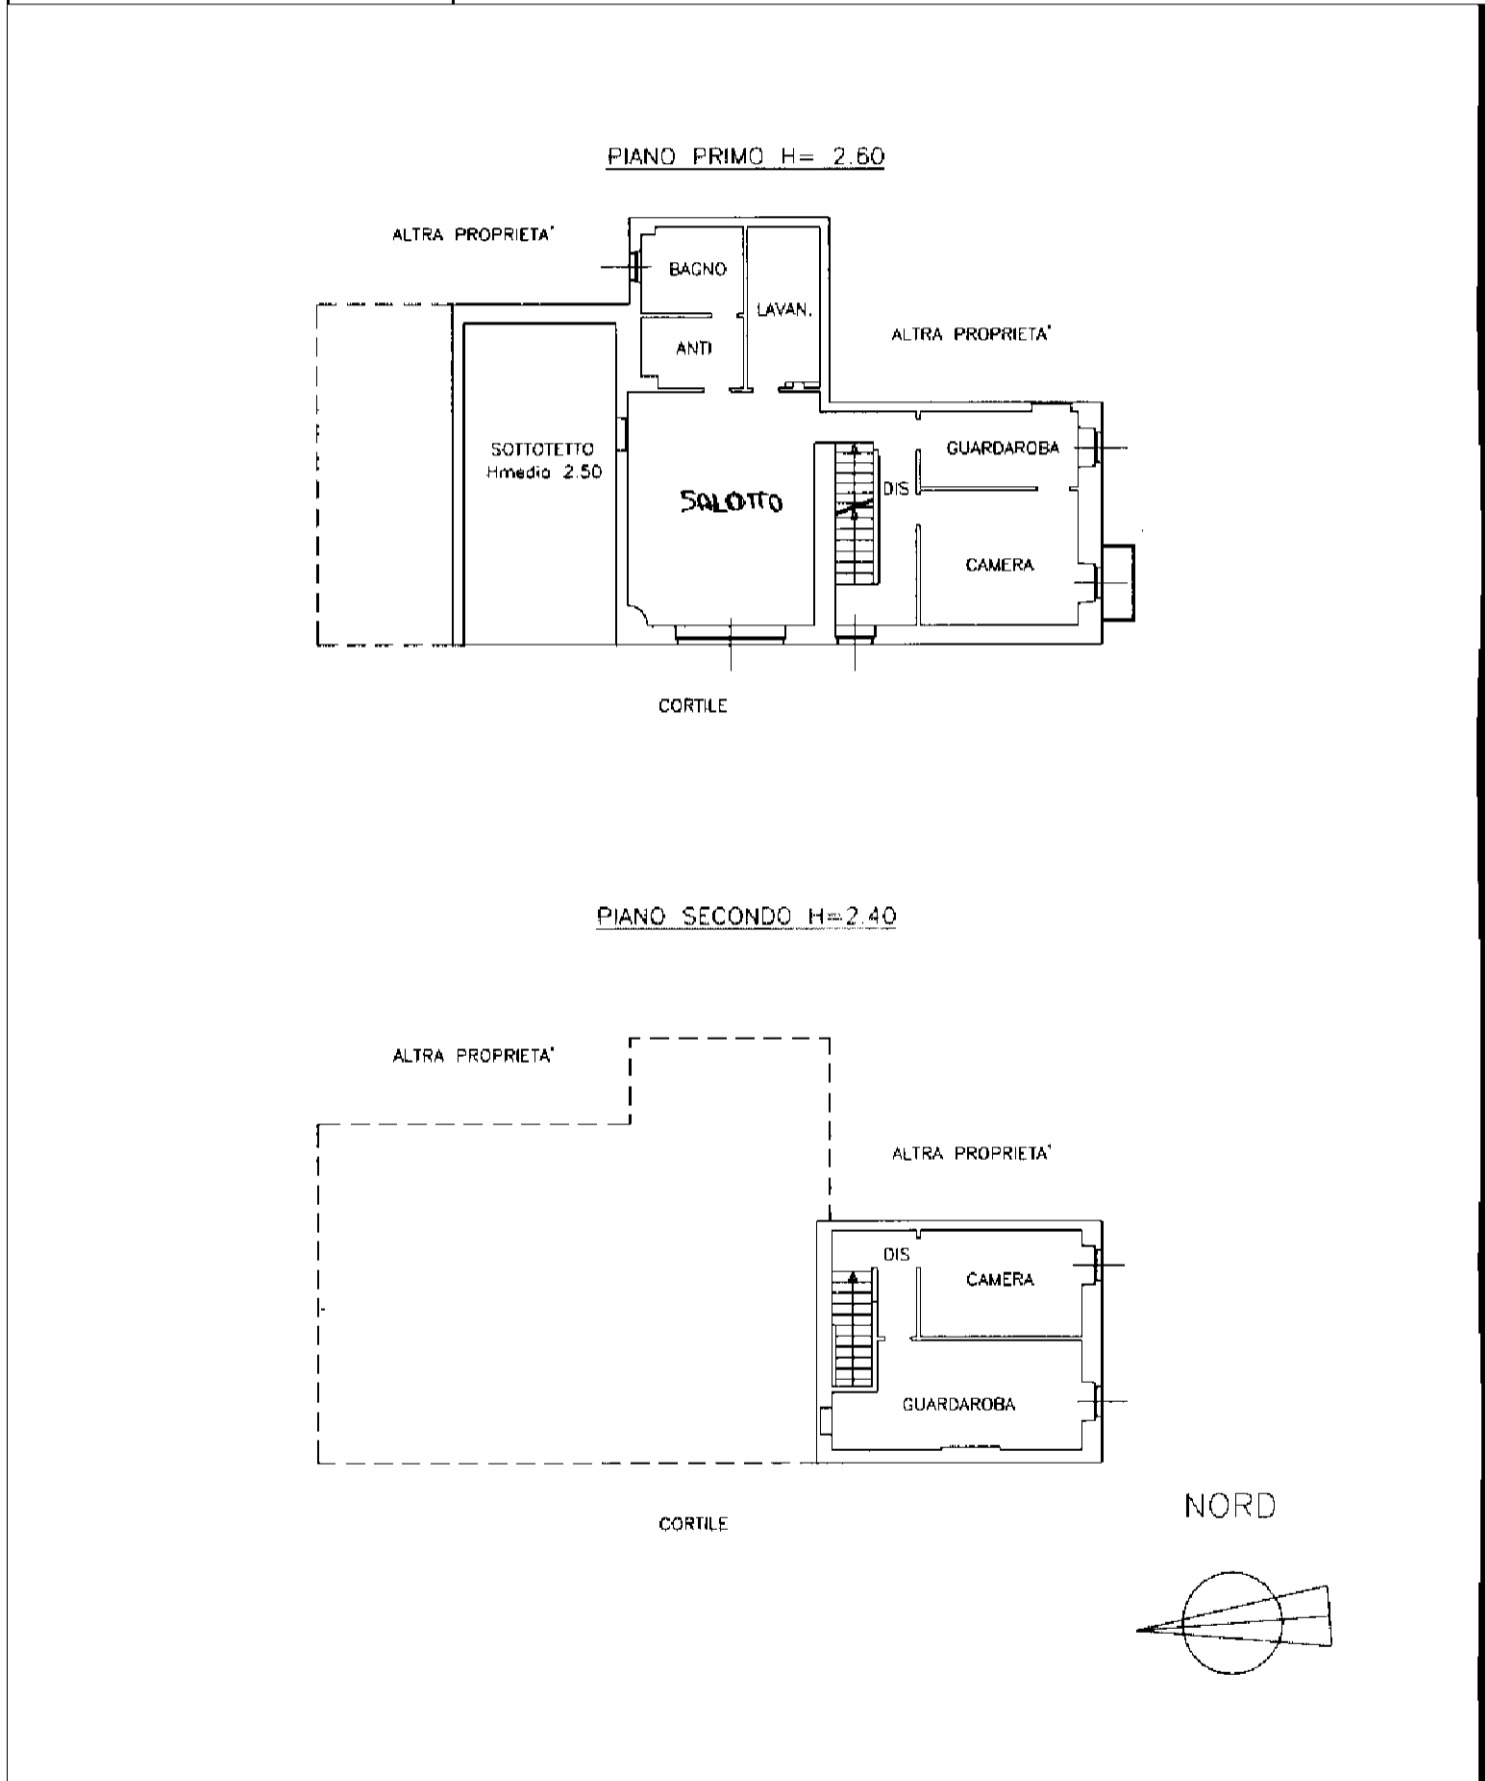 PIANO PRIMO H= 2.60
ALTRA PROPRIETA'
BAGNO
LAVAN.
ALTRA PROPRIETA'
ANTI
SOTTOTETTO
Hmedio 2.50
GUARDAROBA
SALOTTO
DIS
CAMERA
CORTILE
PIANO SECONDO H=2.40
ALTRA PROPRIETA'
ALTRA PROPRIETA'
DIS
CAMERA
GUARDAROBA
CORTILE
NORD